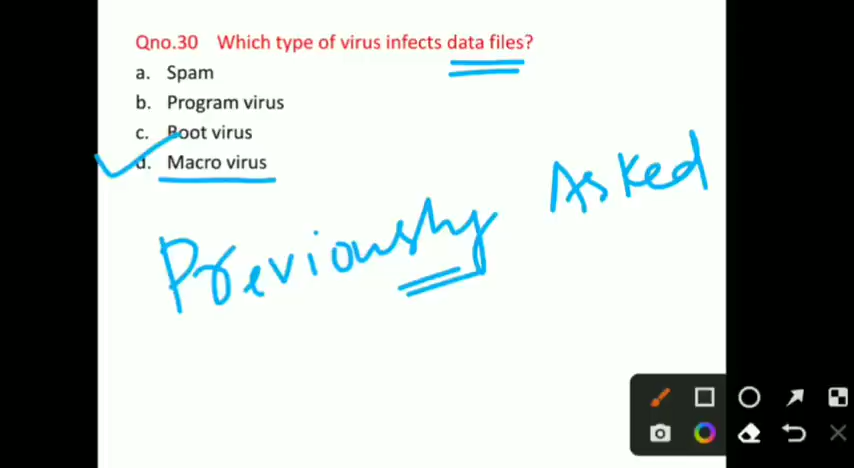 Qno.30 Which type of virus infects data files?
a. Spam
b. Program virus
c. Boot virus
d. Macro virus
Previously Asked